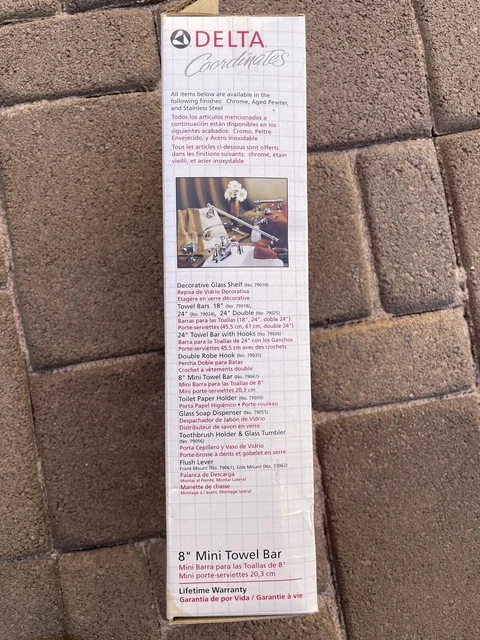 DELTA
Coordinates
All items below are available in the
following finishes: Chrome, Aged Pewter,
and Stainless Steel
Todos los artículos mencionados a
continuación están disponibles en los
siguientes acabados: Cromo, Peltre
Envejecido, y Acero Inoxidable
Tous les articles ci-dessous sont offerts
dans les finitions suivants: chromé, étain
vieilli, et acier inoxydable
Decorative Glass Shelf (No. 79010)
Repisa de Vidrio Decorativa
Étagère en verre décorative
Towel Bars 18" (No. 79018),
24" (No. 79024), 24" Double (No. 79025)
Barras para las Toallas (18", 24", doble 24")
Porte-serviettes (45,5 cm, 61 cm, double 24")
24" Towel Bar with Hooks (No. 79026)
Barra para la Toallas de 24" con los Ganchos
Porte-serviettes 45,5 cm avec des crochets
Double Robe Hook (No. 79035)
Percha Doble para Batas
Crochet à vêtements double
8" Mini Towel Bar (No. 79047)
Mini Barra para las Toallas de 8"
Mini porte-serviettes 20,3 cm
Toilet Paper Holder (No. 79050)
Porta Papel Higiénico • Porte-rouleau
Glass Soap Dispenser (No. 79055)
Despachador de Jabón de Vidrio
Distributeur de savon en verre
Toothbrush Holder & Glass Tumbler
(No. 79056)
Porta Cepillero y Vaso de Vidrio
Porte-brosse à dents et gobelet en verre
Flush Lever
Front Mount (No. 79061), Side Mount (No. 73062)
Palanca de Descarga
Montar al Frente, Montar Lateral
Manette de chasse
Montage à l'avant, Montage lateral
8" Mini Towel Bar
Mini Barra para las Toallas de 8"
Mini porte-serviettes 20,3 cm
Lifetime Warranty
Garantia de por Vida / Garantie à vie